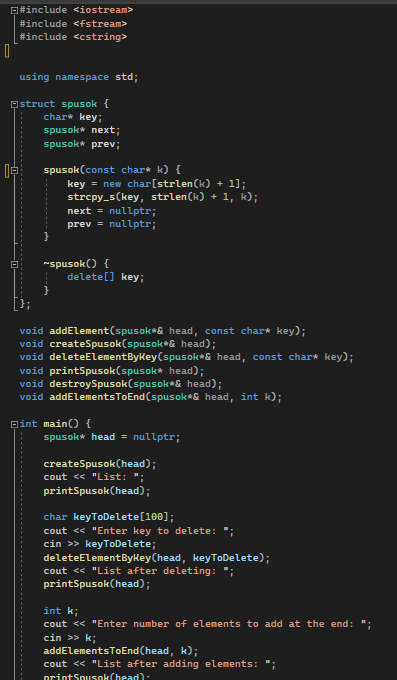 #include <iostream>
#include <fstream>
#include <cstring>
using namespace std;
struct spusok {
char* key;
spusok* next;
spusok* prev;
spusok(const char* k) {
key = new char[strlen(k) + 1];
strcpy_s(key, strlen(k) + 1, k);
next = nullptr;
prev = nullptr;
}
~spusok() {
delete[] key;
}
};
void addElement(spusok*& head, const char* key);
void createSpusok(spusok*& head);
void deleteElementByKey(spusok*& head, const char* key);
void printSpusok(spusok* head);
void destroySpusok(spusok*& head);
void addElementsToEnd(spusok*& head, int k);
int main() {
spusok* head = nullptr;
createSpusok(head);
cout << "List: ";
printSpusok(head);
char keyToDelete[100];
cout << "Enter key to delete: ";
cin >> keyToDelete;
deleteElementByKey(head, keyToDelete);
cout << "List after deleting: ";
printSpusok(head);
int k;
cout << "Enter number of elements to add at the end: ";
cin >> k;
addElementsToEnd(head, k);
cout << "List after adding elements: ";
printSpusok(head);